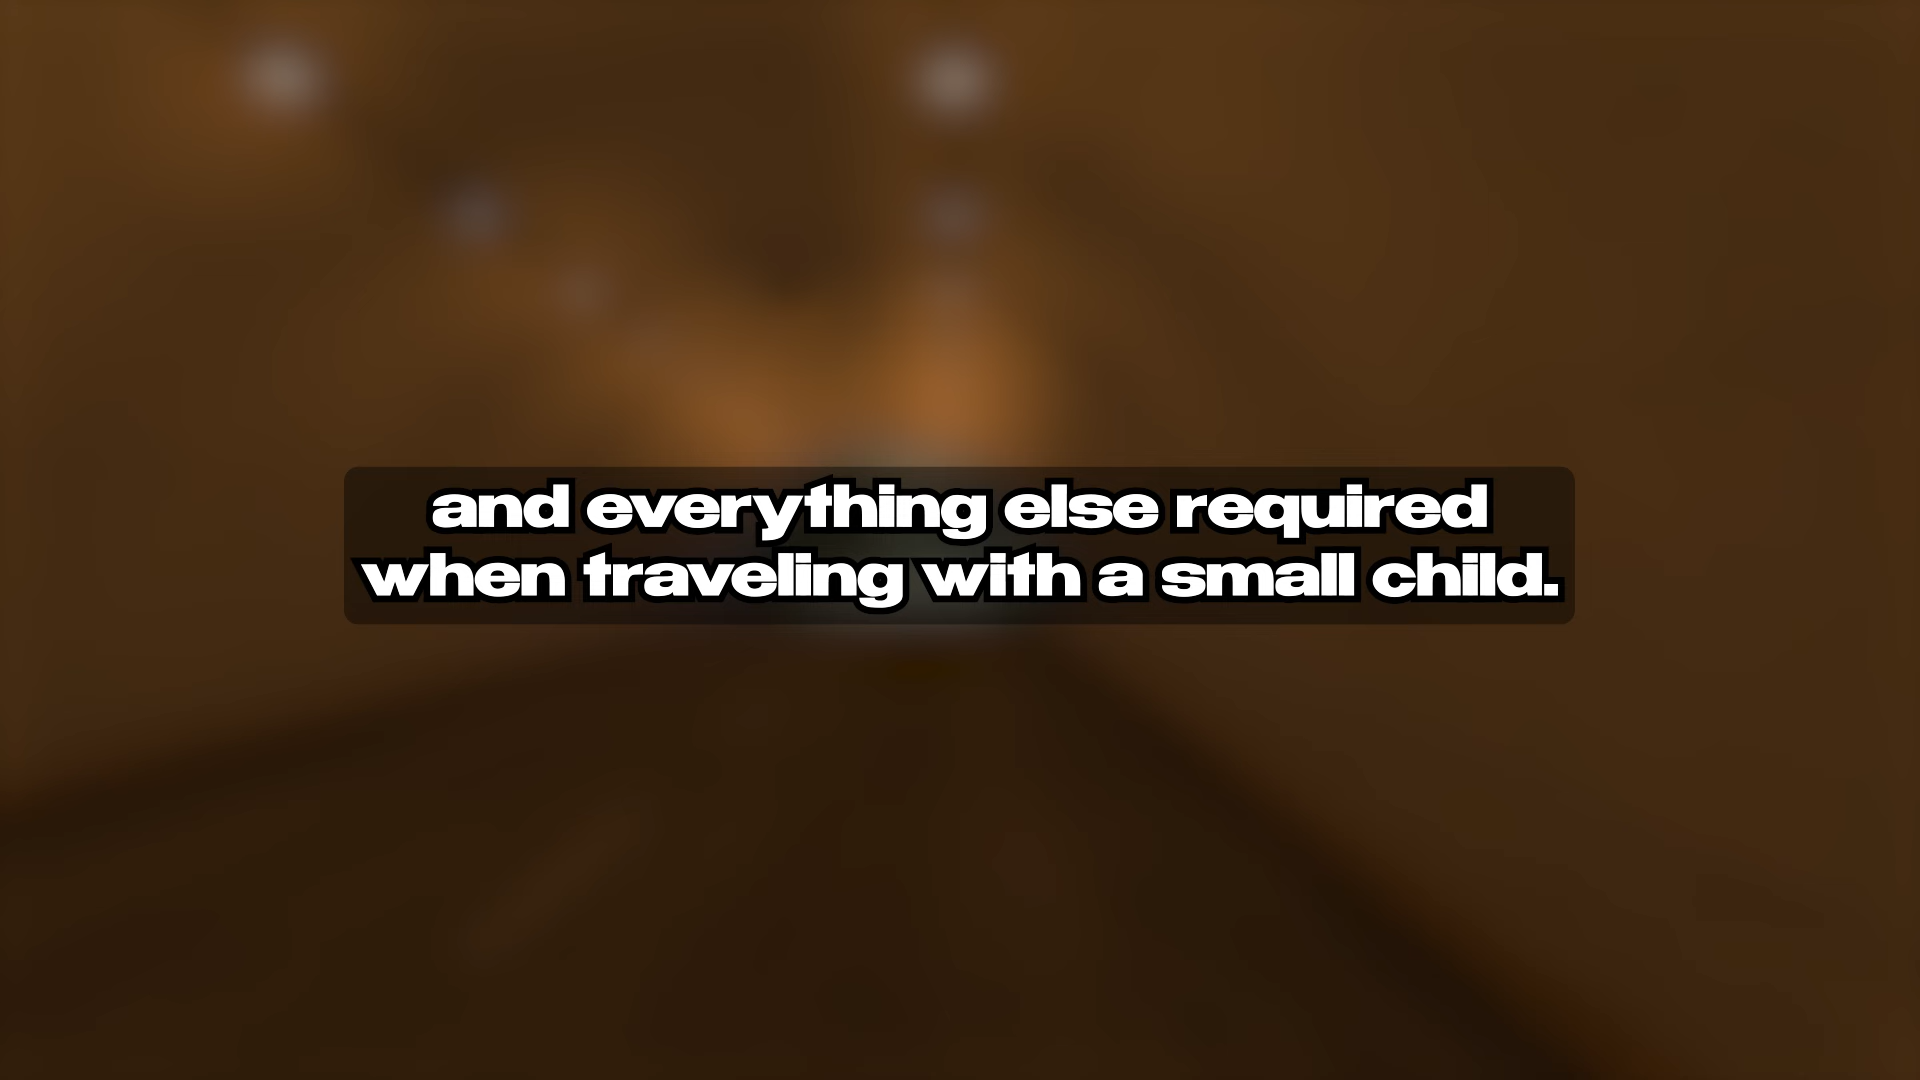 and everything else required
when traveling with a small child.